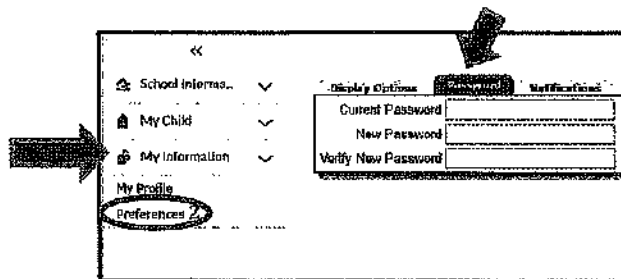 «
School Informa...
My Child
My Information
My Profile
Preferences 2
Display Options Password Notifications
Current Password
New Password
Verify New Password